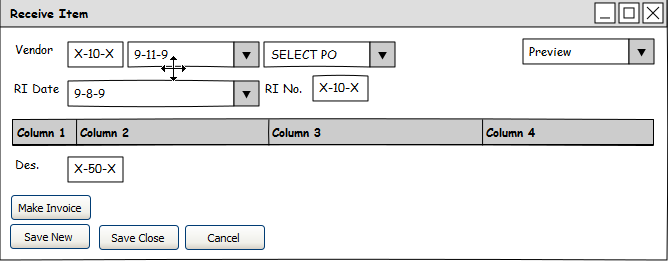 Receive Item
Vendor X-10-X 9-11-9 SELECT PO Preview
RI Date 9-8-9 RI No. X-10-X
Column 1 Column 2 Column 3 Column 4
Des. X-50-X
Make Invoice
Save New Save Close Cancel